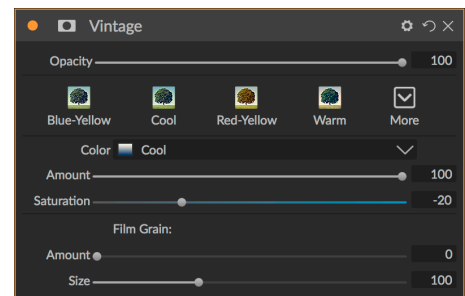 Vintage
Opacity 100
Blue-Yellow Cool Red-Yellow Warm More
Color Cool
Amount 100
Saturation -20
Film Grain:
Amount 0
Size 100